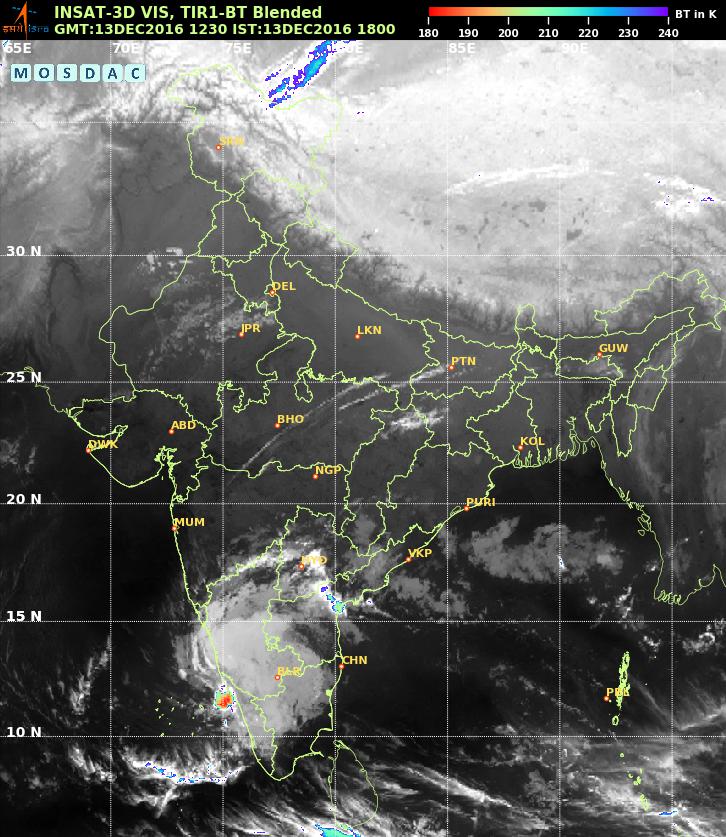 INSAT-3D VIS, TIR1-BT Blended
GMT:13DEC2016 1230 IST:13DEC2016 1800
BT in K
180 190 200 210 220 230 240
65E 70E 75E 80E 85E 90E
MOSDAC
SRN
30 N
DEL
JPR
LKN
GUW
PTN
25 N
ABD
BHO
DWK
KOL
NGP
20 N
PURI
MUM
VKP
HYD
15 N
CHN
BLR
PBL
10 N